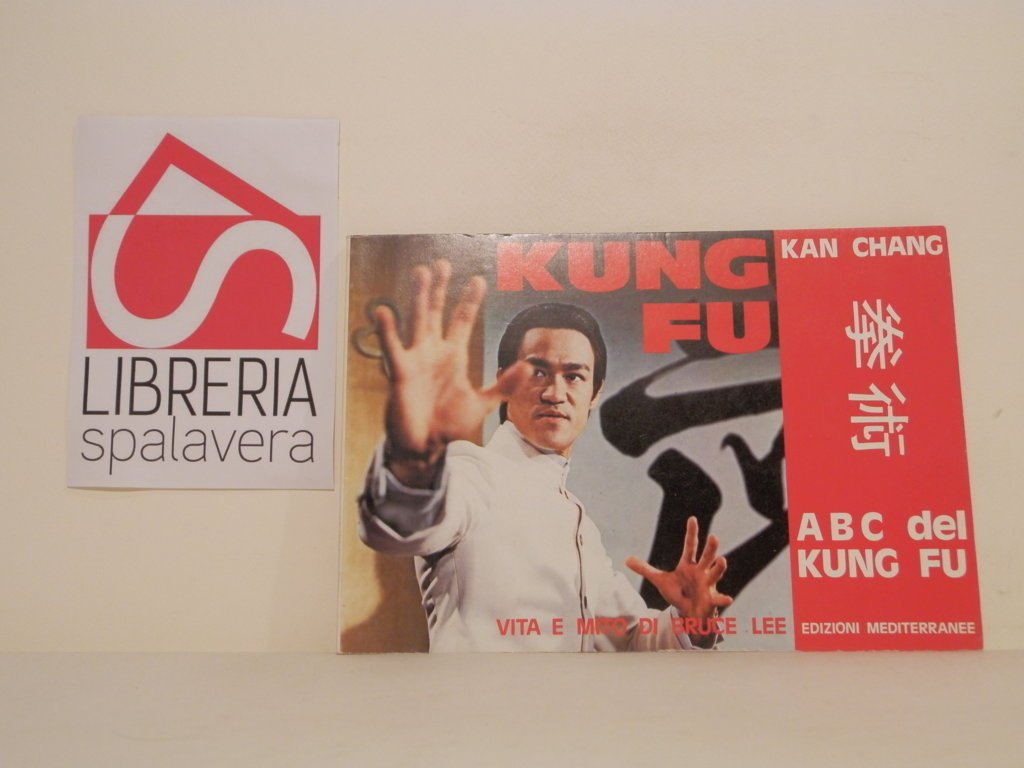 LIBRERIA
spalavera
KUNG
FU
VITA E MITO DI BRUCE LEE
KAN CHANG
拳術
ABC del
KUNG FU
EDIZIONI MEDITERRANEE